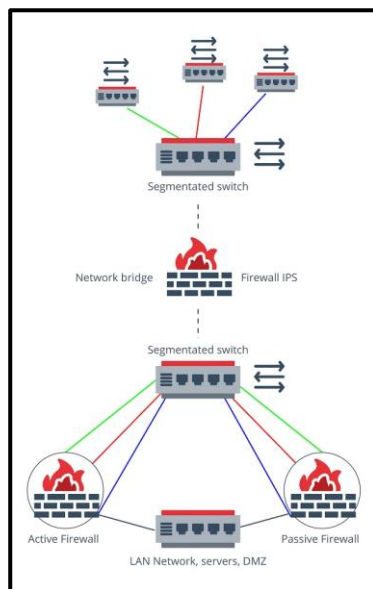 Segmentated switch
Network bridge
Firewall IPS
Segmentated switch
Active Firewall
Passive Firewall
LAN Network, servers, DMZ